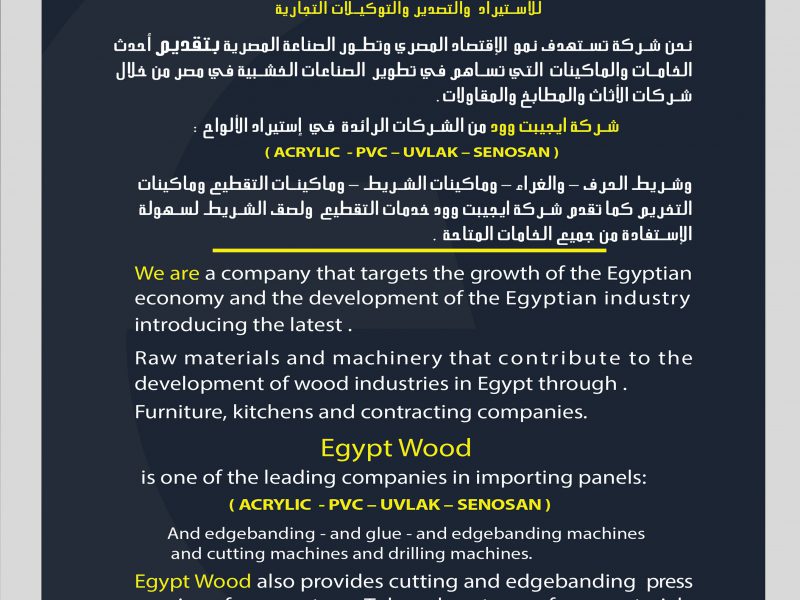 للاستيراد والتصدير والتوكيلات التجارية
نحن شركة تستهدف نمو الإقتصاد المصري وتطور الصناعة المصرية بتقديم أحدث
الخامات والماكينات التي تساهم في تطوير الصناعات الخشبية في مصر من خلال
شركات الأثاث والمطابخ والمقاولات .
شركة ايجيبت وود من الشركات الرائدة في إستيراد الألواح :
( ACRYLIC - PVC – UVLAK – SENOSAN )
وشريط الحرف – والغراء – وماكينات الشريط – وماكينات التقطيع وماكينات
التخريم كما تقدم شركة ايجيبت وود خدمات التقطيع ولصق الشريط لسهولة
الإستفادة من جميع الخامات المتاحة .
We are a company that targets the growth of the Egyptian
economy and the development of the Egyptian industry
introducing the latest .
Raw materials and machinery that contribute to the
development of wood industries in Egypt through .
Furniture, kitchens and contracting companies.
Egypt Wood
is one of the leading companies in importing panels:
( ACRYLIC - PVC – UVLAK – SENOSAN )
And edgebanding - and glue - and edgebanding machines
and cutting machines and drilling machines.
Egypt Wood also provides cutting and edgebanding press